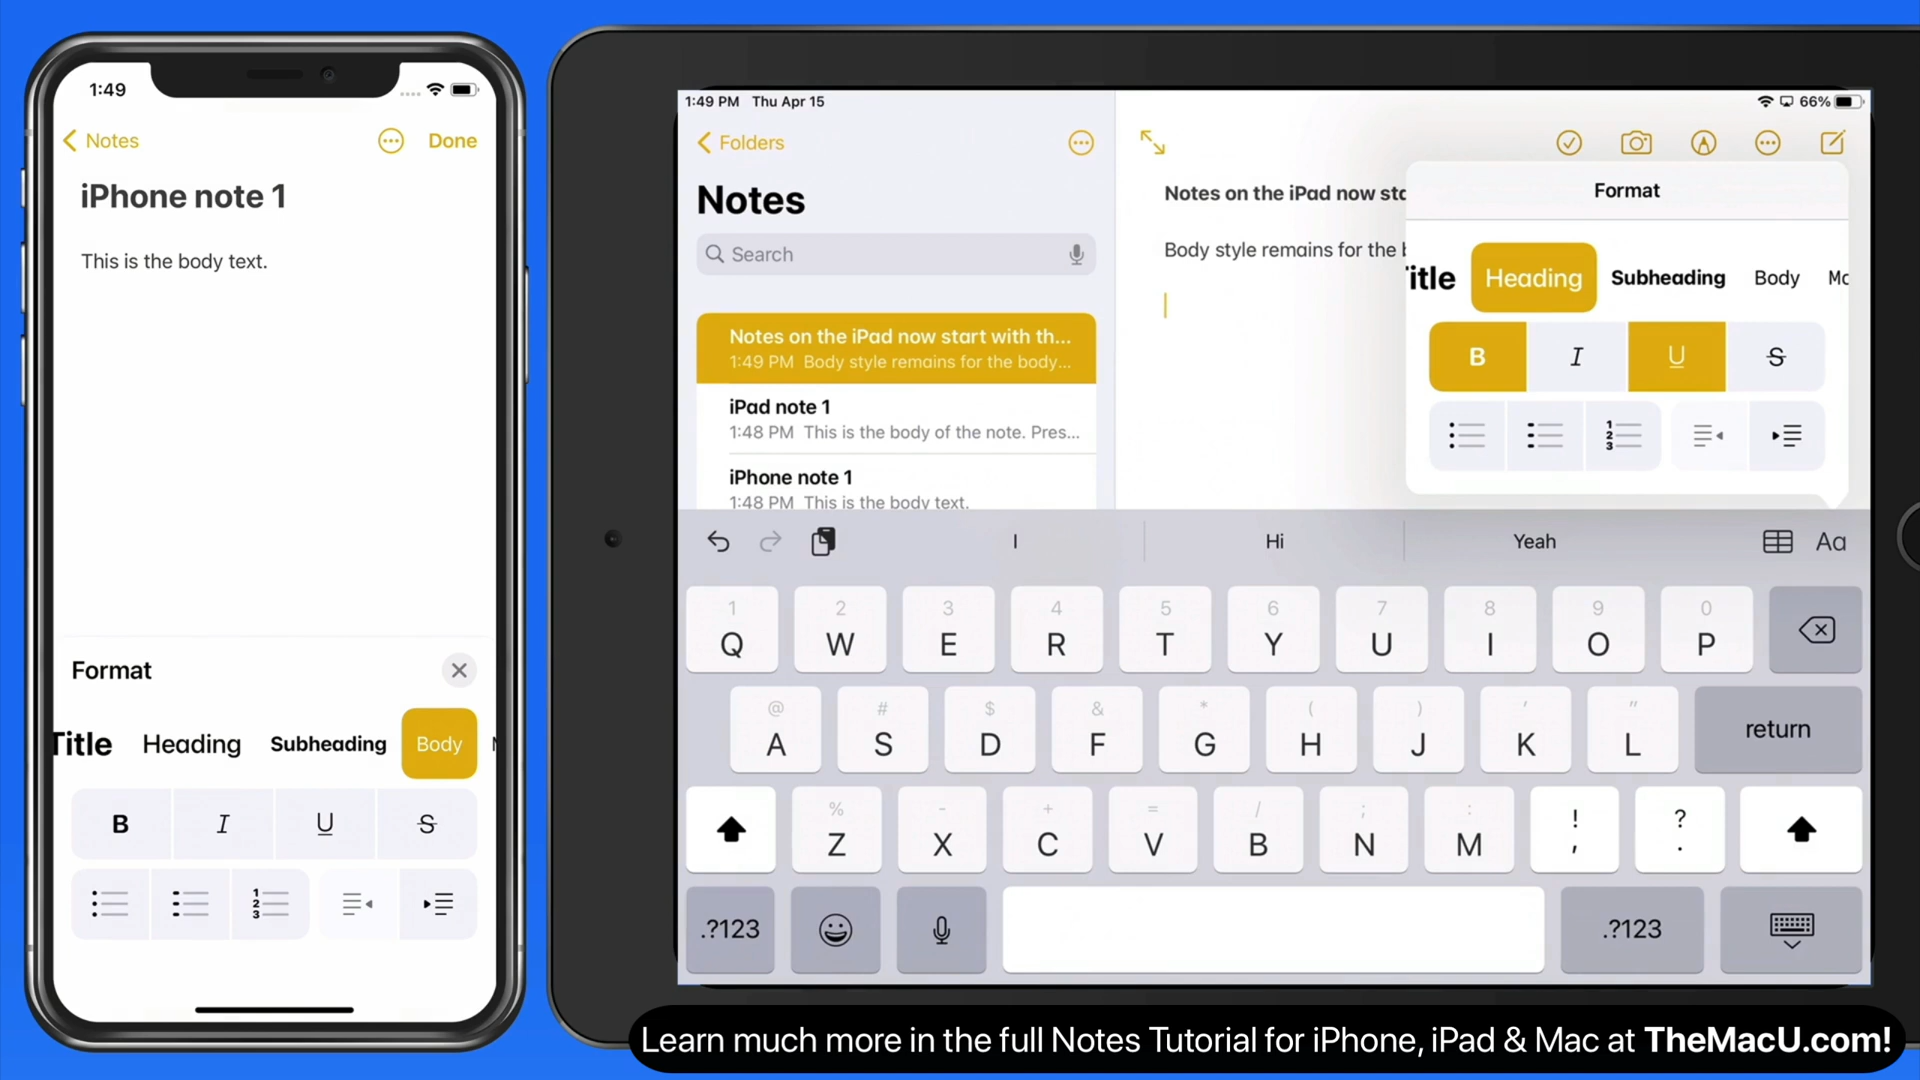 1:49
Notes
Done
iPhone note 1
This is the body text.
Format
Title Heading Subheading Body
B I U S
1:49 PM Thu Apr 15
66%
Folders
Notes
Search
Notes on the iPad now start with th...
1:49 PM Body style remains for the body...
iPad note 1
1:48 PM This is the body of the note. Pres...
iPhone note 1
1:48 PM This is the body text.
Notes on the iPad now sta
Body style remains for the b
Format
Title Heading Subheading Body Mo
B I U S
I Hi Yeah Aa
1 2 3 4 5 6 7 8 9 0
Q W E R T Y U I O P
@ # $ & * ( ) ' "
A S D F G H J K L return
% - + = / ; : ! ?
Z X C V B N M , .
.?123 .?123
Learn much more in the full Notes Tutorial for iPhone, iPad & Mac at TheMacU.com!